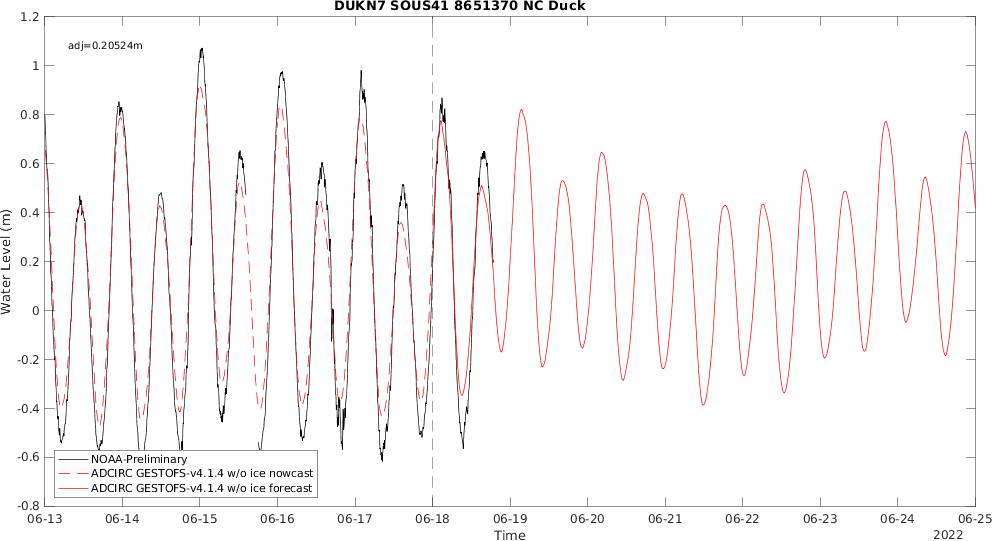 DUKN7 SOUS41 8651370 NC Duck
adj=0.20524m
1.2
1
0.8
0.6
0.4
0.2
0
-0.2
-0.4
-0.6
-0.8
Water Level (m)
NOAA-Preliminary
ADCIRC GESTOFS-v4.1.4 w/o ice nowcast
ADCIRC GESTOFS-v4.1.4 w/o ice forecast
06-13 06-14 06-15 06-16 06-17 06-18 06-19 06-20 06-21 06-22 06-23 06-24 06-25
Time
2022